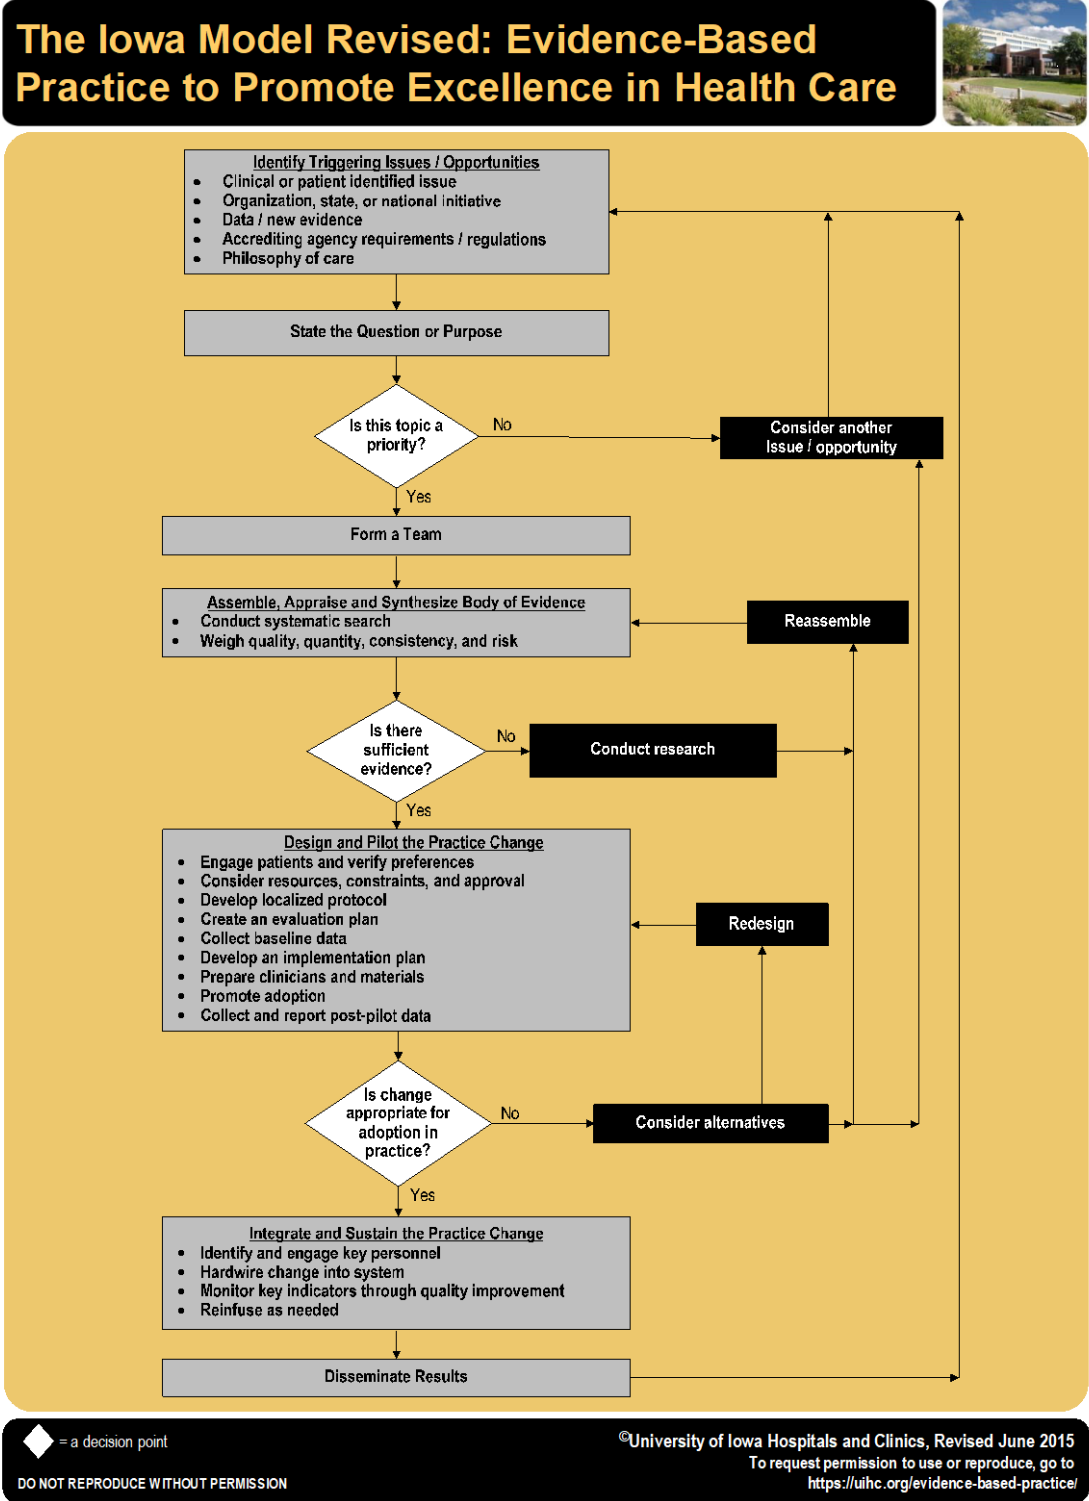 The Iowa Model Revised: Evidence-Based
Practice to Promote Excellence in Health Care
Identify Triggering Issues / Opportunities
• Clinical or patient identified issue
• Organization, state, or national initiative
• Data / new evidence
• Accrediting agency requirements / regulations
• Philosophy of care
State the Question or Purpose
Is this topic a
priority?
No
Consider another
Issue / opportunity
Yes
Form a Team
Assemble, Appraise and Synthesize Body of Evidence
• Conduct systematic search
• Weigh quality, quantity, consistency, and risk
Reassemble
Is there
sufficient
evidence?
No
Conduct research
Yes
Design and Pilot the Practice Change
• Engage patients and verify preferences
• Consider resources, constraints, and approval
• Develop localized protocol
• Create an evaluation plan
• Collect baseline data
• Develop an implementation plan
• Prepare clinicians and materials
• Promote adoption
• Collect and report post-pilot data
Redesign
Is change
appropriate for
adoption in
practice?
No
Consider alternatives
Yes
Integrate and Sustain the Practice Change
• Identify and engage key personnel
• Hardwire change into system
• Monitor key indicators through quality improvement
• Reinfuse as needed
Disseminate Results
= a decision point
DO NOT REPRODUCE WITHOUT PERMISSION
©University of Iowa Hospitals and Clinics, Revised June 2015
To request permission to use or reproduce, go to
https://uihc.org/evidence-based-practice/